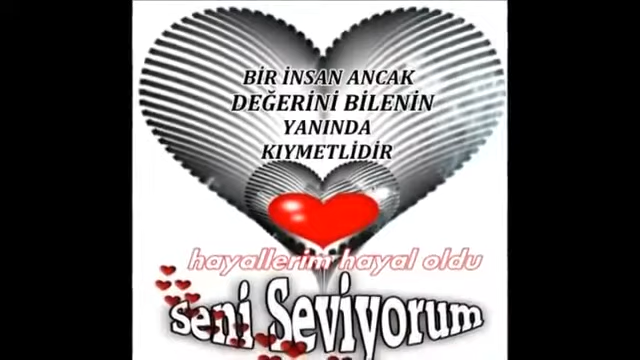 BİR İNSAN ANCAK
DEĞERİNİ BİLENİN
YANINDA
KIYMETLİDİR
hayallerim hayal oldu
Seni Seviyorum